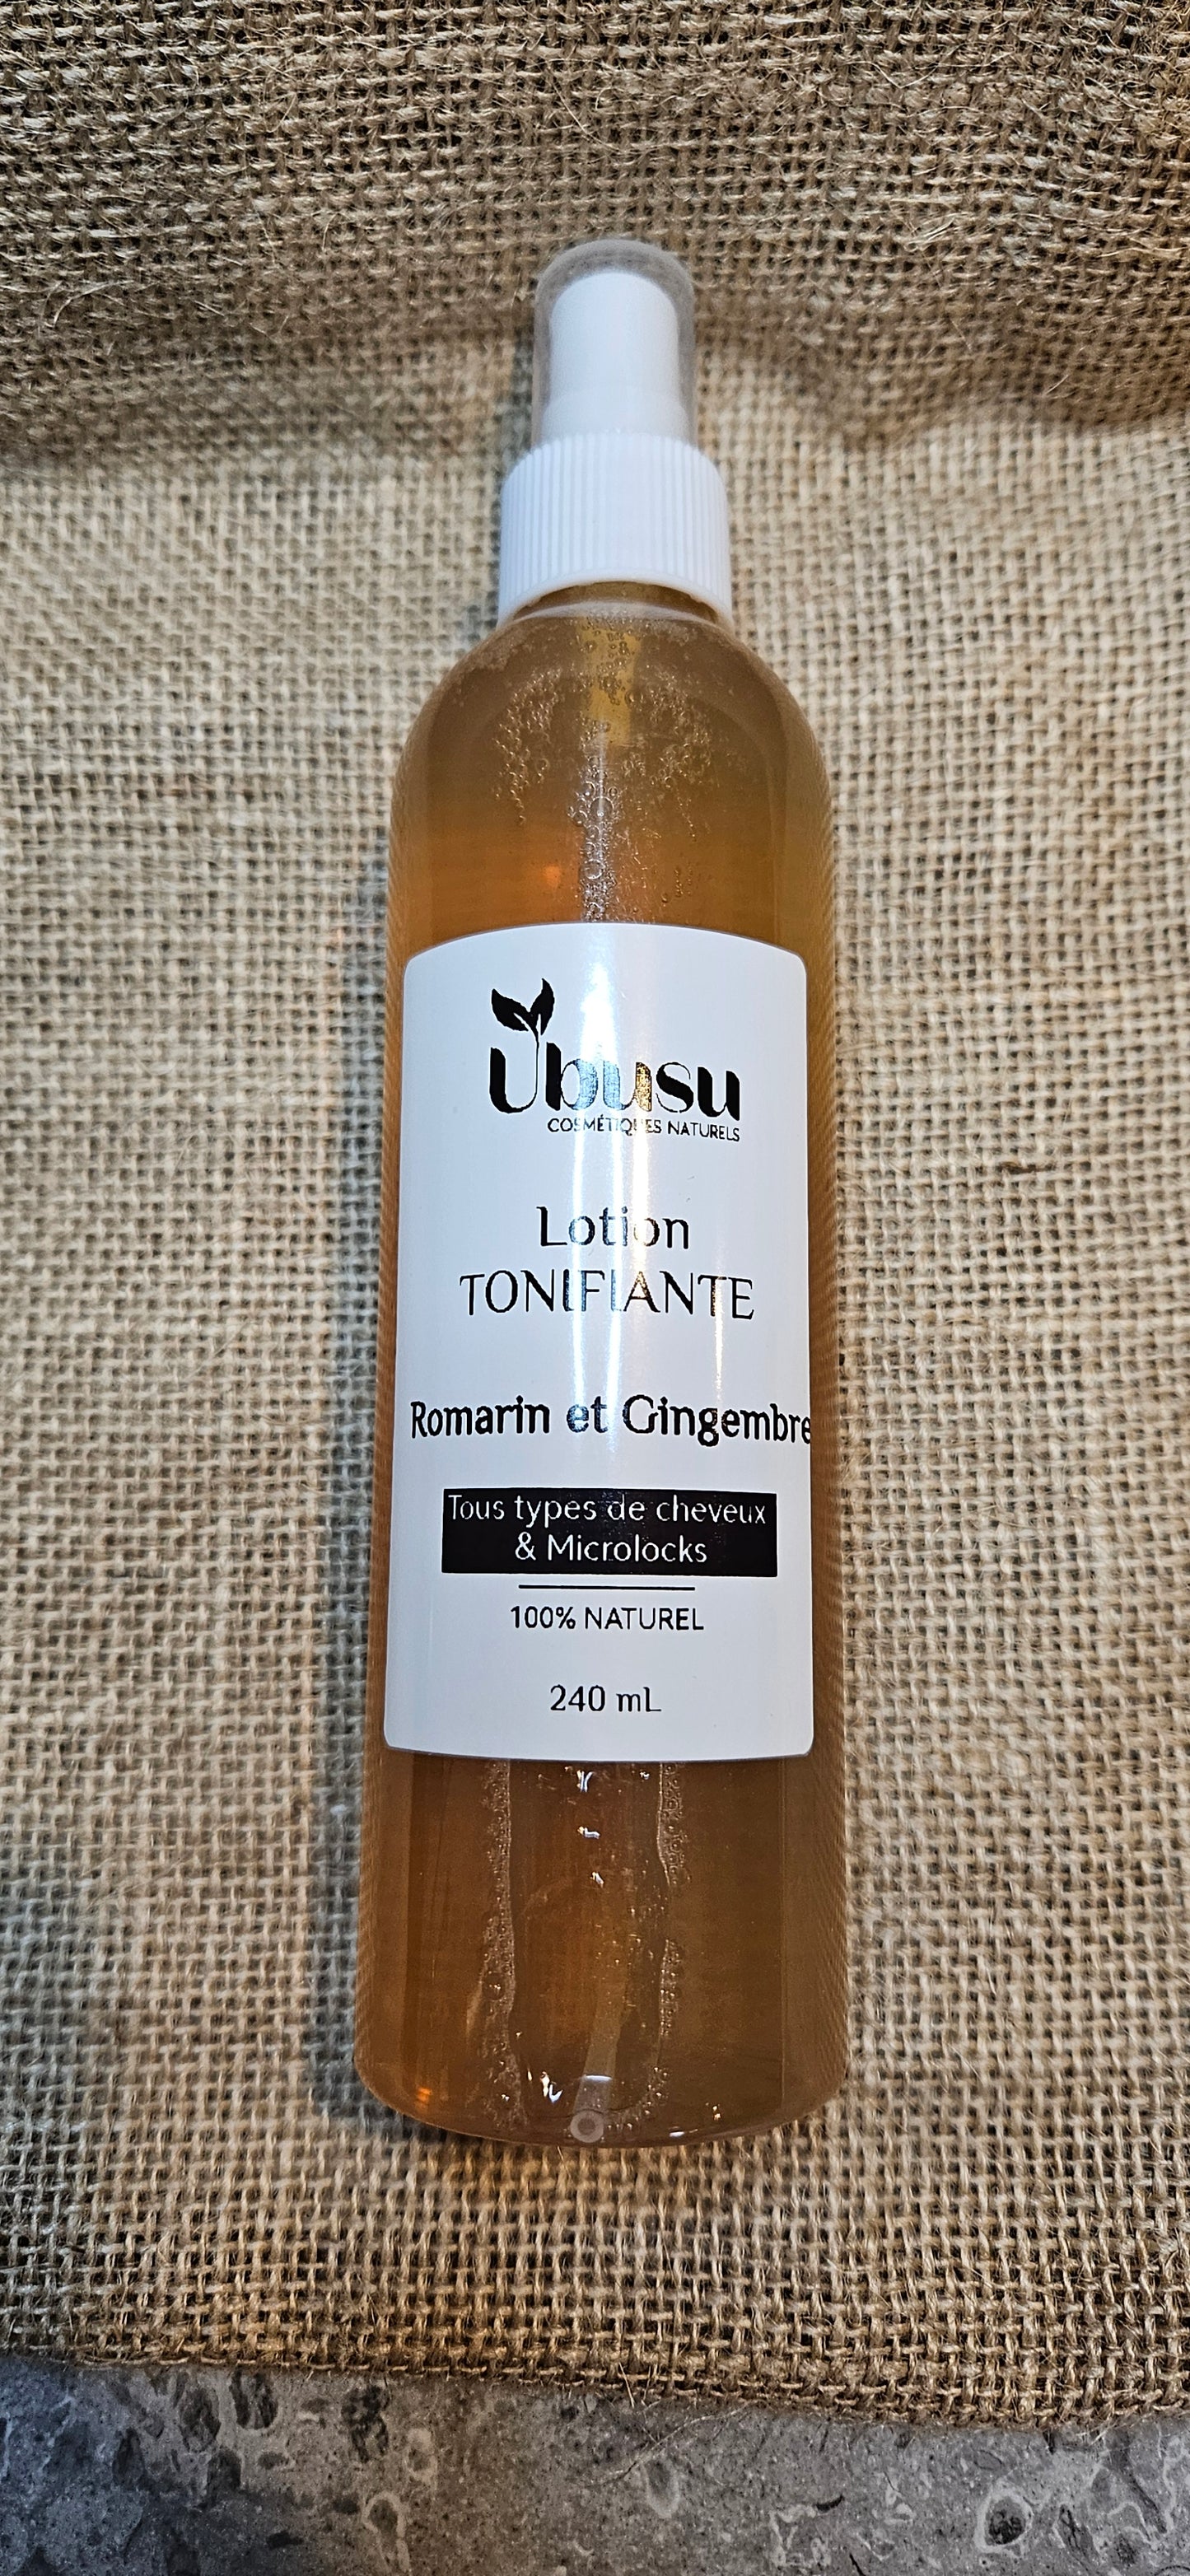 Ubusu
COSMÉTIQUES NATURELS
Lotion
TONIFIANTE
Romarin et Gingembre
Tous types de cheveux
& Microlocks
100% NATUREL
240 mL